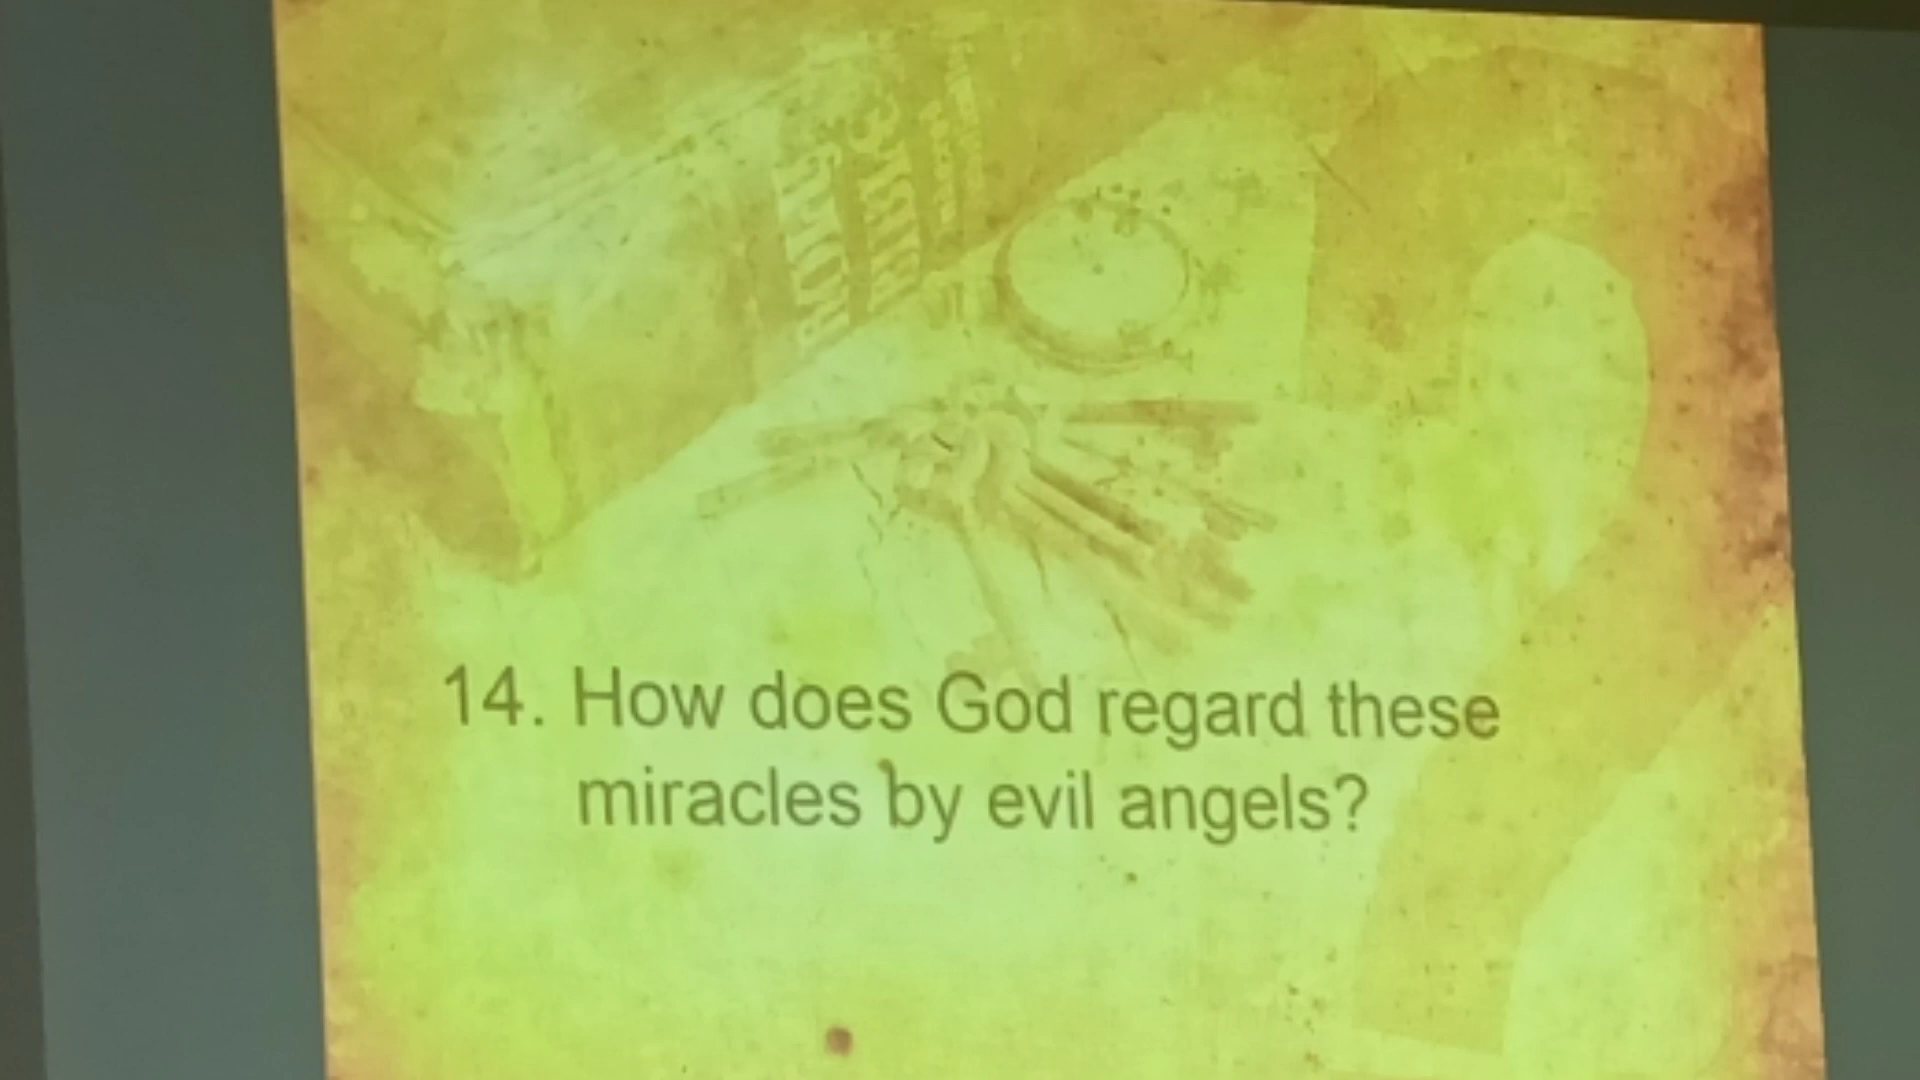 14. How does God regard these
miracles by evil angels?